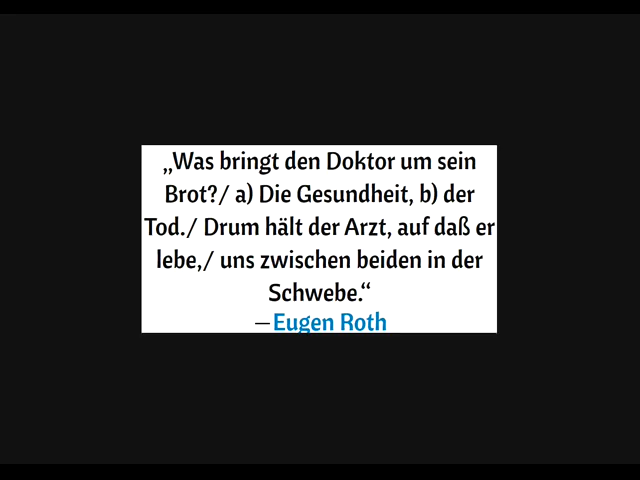 „Was bringt den Doktor um sein
Brot?/ a) Die Gesundheit, b) der
Tod./ Drum hält der Arzt, auf daß er
lebe,/ uns zwischen beiden in der
Schwebe.“
—Eugen Roth